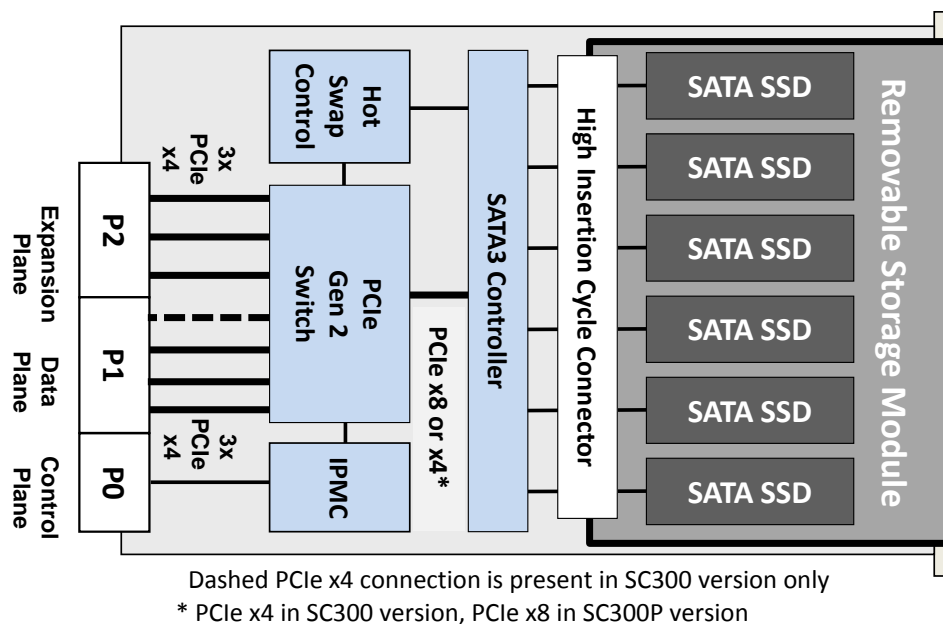 3x
PCIe
x4
Hot
Swap
Control
SATA SSD
SATA SSD
SATA SSD
SATA SSD
SATA SSD
SATA SSD
Removable Storage Module
High Insertion Cycle Connector
SATA3 Controller
PCIe
Gen 2
Switch
PCIe x8 or x4*
P2
Expansion
Plane
P1
Data
Plane
3x
PCIe
x4
IPMC
P0
Control
Plane
Dashed PCIe x4 connection is present in SC300 version only
* PCIe x4 in SC300 version, PCIe x8 in SC300P version